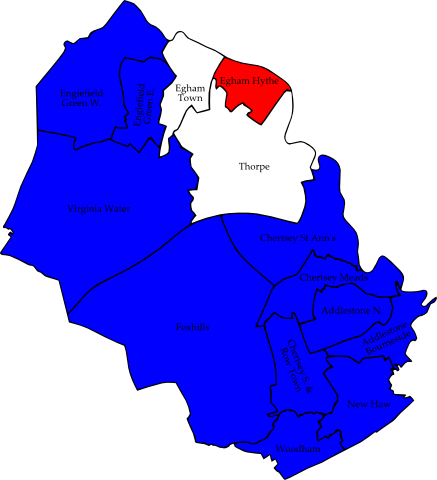 Englefield
Green W.
Englefield
Green E.
Egham
Town
Egham Hythe
Thorpe
Virginia Water
Chertsey St Ann's
Chertsey Meads
Foxhills
Addlestone N.
Addlestone
Bourneside
Chertsey S. &
Row Town
New Haw
Woodham